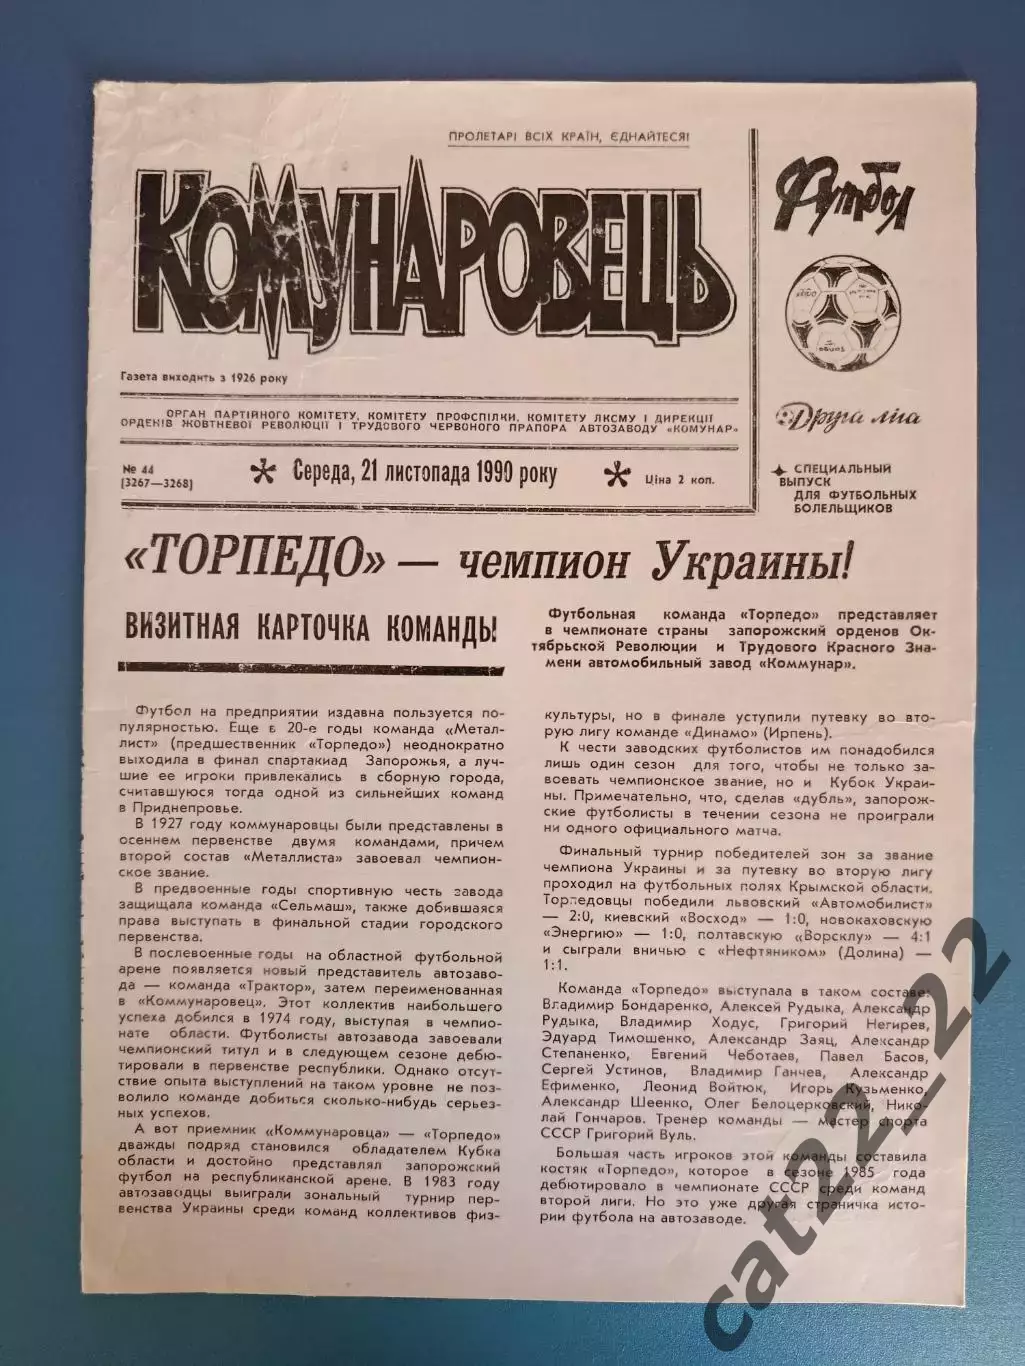 ПРОЛЕТАРІ ВСІХ КРАЇН, ЄДНАЙТЕСЯ!
КОМУНАРОВЕЦЬ
Газета виходить з 1926 року
ОРГАН ПАРТІЙНОГО КОМІТЕТУ, КОМІТЕТУ ПРОФСПІЛКИ, КОМІТЕТУ ЛКСМУ І ДИРЕКЦІЇ
ОРДЕНІВ ЖОВТНЕВОЇ РЕВОЛЮЦІЇ І ТРУДОВОГО ЧЕРВОНОГО ПРАПОРА АВТОЗАВОДУ «КОМУНАР»
№ 44
(3267—3268)
Середа, 21 листопада 1990 року
Ціна 2 коп.
Футбол
Друга ліга
СПЕЦИАЛЬНЫЙ
ВЫПУСК
ДЛЯ ФУТБОЛЬНЫХ
БОЛЕЛЬЩИКОВ
«ТОРПЕДО» — чемпион Украины!
ВИЗИТНАЯ КАРТОЧКА КОМАНДЫ
Футбольная команда «Торпедо» представляет
в чемпионате страны запорожский орденов Ок-
тябрьской Революции и Трудового Красного Зна-
мени автомобильный завод «Коммунар».
Футбол на предприятии издавна пользуется по-
пулярностью. Еще в 20-е годы команда «Метал-
лист» (предшественник «Торпедо») неоднократно
выходила в финал спартакиад Запорожья, а луч-
шие ее игроки привлекались в сборную города,
считавшуюся тогда одной из сильнейших команд
в Приднепровье.
В 1927 году коммунаровцы были представлены в
осеннем первенстве двумя командами, причем
второй состав «Металлиста» завоевал чемпион-
ское звание.
В предвоенные годы спортивную честь завода
защищала команда «Сельмаш», также добившаяся
права выступать в финальной стадии городского
первенства.
В послевоенные годы на областной футбольной
арене появляется новый представитель автозаво-
да — команда «Трактор», затем переименованная
в «Коммунаровец». Этот коллектив наибольшего
успеха добился в 1974 году, выступая в чемпио-
нате области. Футболисты автозавода завоевали
чемпионский титул и в следующем сезоне дебю-
тировали в первенстве республики. Однако отсут-
ствие опыта выступлений на таком уровне не поз-
волило команде добиться сколько-нибудь серьез-
ных успехов.
А вот приемник «Коммунаровца» — «Торпедо»
дважды подряд становился обладателем Кубка
области и достойно представлял запорожский
футбол на республиканской арене. В 1983 году
автозаводцы выиграли зональный турнир пер-
венства Украины среди команд коллективов физ-
культуры, но в финале уступили путевку во вто-
рую лигу команде «Динамо» (Ирпень).
К чести заводских футболистов им понадобился
лишь один сезон для того, чтобы не только за-
воевать чемпионское звание, но и Кубок Украи-
ны. Примечательно, что, сделав «дубль», запорож-
ские футболисты в течении сезона не проиграли
ни одного официального матча.
Финальный турнир победителей зон за звание
чемпиона Украины и за путевку во вторую лигу
проходил на футбольных полях Крымской области.
Торпедовцы победили львовский «Автомобилист»
— 2:0, киевский «Восход» — 1:0, новокаховскую
«Энергию» — 1:0, полтавскую «Ворсклу» — 4:1
и сыграли вничью с «Нефтяником» (Долина) —
1:1.
Команда «Торпедо» выступала в таком составе:
Владимир Бондаренко, Алексей Рудыка, Александр
Рудыка, Владимир Ходус, Григорий Негирев,
Эдуард Тимошенко, Александр Заяц, Александр
Степаненко, Евгений Чеботаев, Павел Басов,
Сергей Устинов, Владимир Ганчев, Александр
Ефименко, Леонид Войтюк, Игорь Кузьменко,
Александр Шеенко, Олег Белоцерковский, Нико-
лай Гончаров. Тренер команды — мастер спорта
СССР Григорий Вуль.
Большая часть игроков этой команды составила
костяк «Торпедо», которое в сезоне 1985 года
дебютировало в чемпионате СССР среди команд
второй лиги. Но это уже другая страничка исто-
рии футбола на автозаводе.
cat22_22